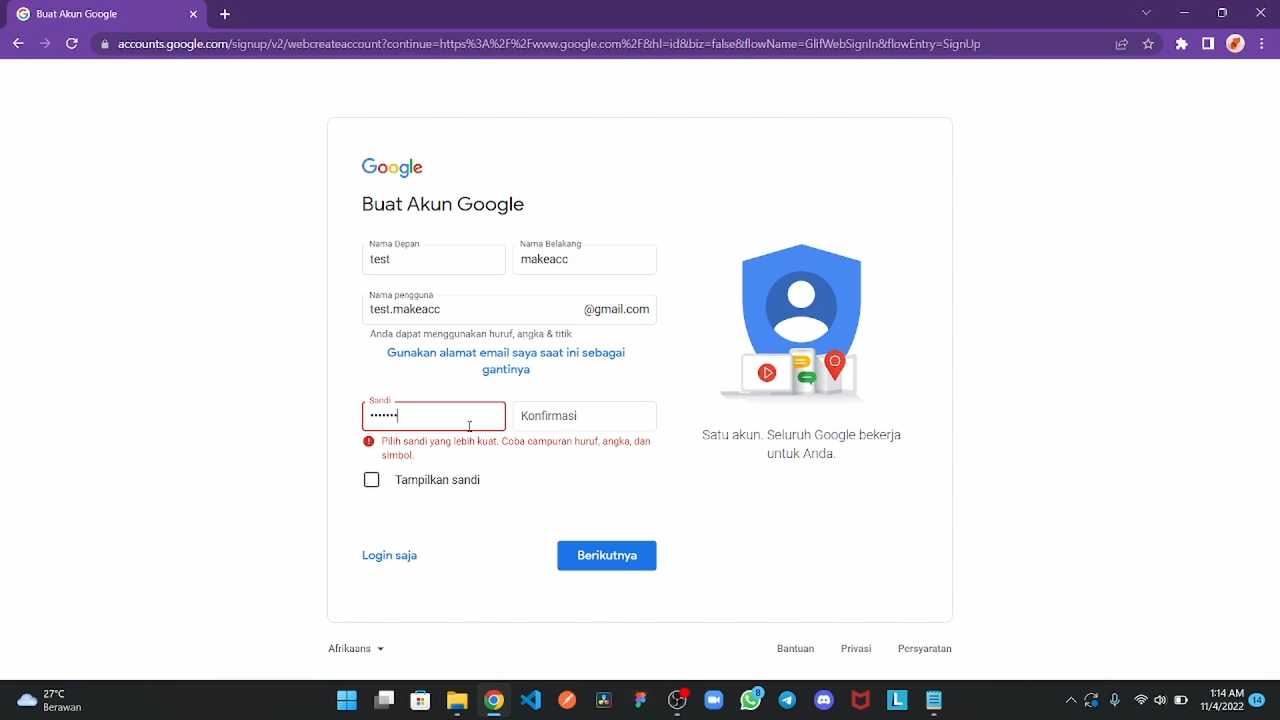 Buat Akun Google
accounts.google.com/signup/v2/webcreateaccount?continue=https%3A%2F%2Fwww.google.com%2F&hl=id&biz=false&flowName=GlifWebSignIn&flowEntry=SignUp
Google
Buat Akun Google
Nama Depan
test
Nama Belakang
makeacc
Nama pengguna
test.makeacc @gmail.com
Anda dapat menggunakan huruf, angka & titik
Gunakan alamat email saya saat ini sebagai
gantinya
Sandi
•••••••
Konfirmasi
Pilih sandi yang lebih kuat. Coba campuran huruf, angka, dan
simbol.
Tampilkan sandi
Login saja
Berikutnya
Satu akun. Seluruh Google bekerja
untuk Anda.
Afrikaans
Bantuan
Privasi
Persyaratan
27°C
Berawan
8
L
1:14 AM
11/4/2022
14